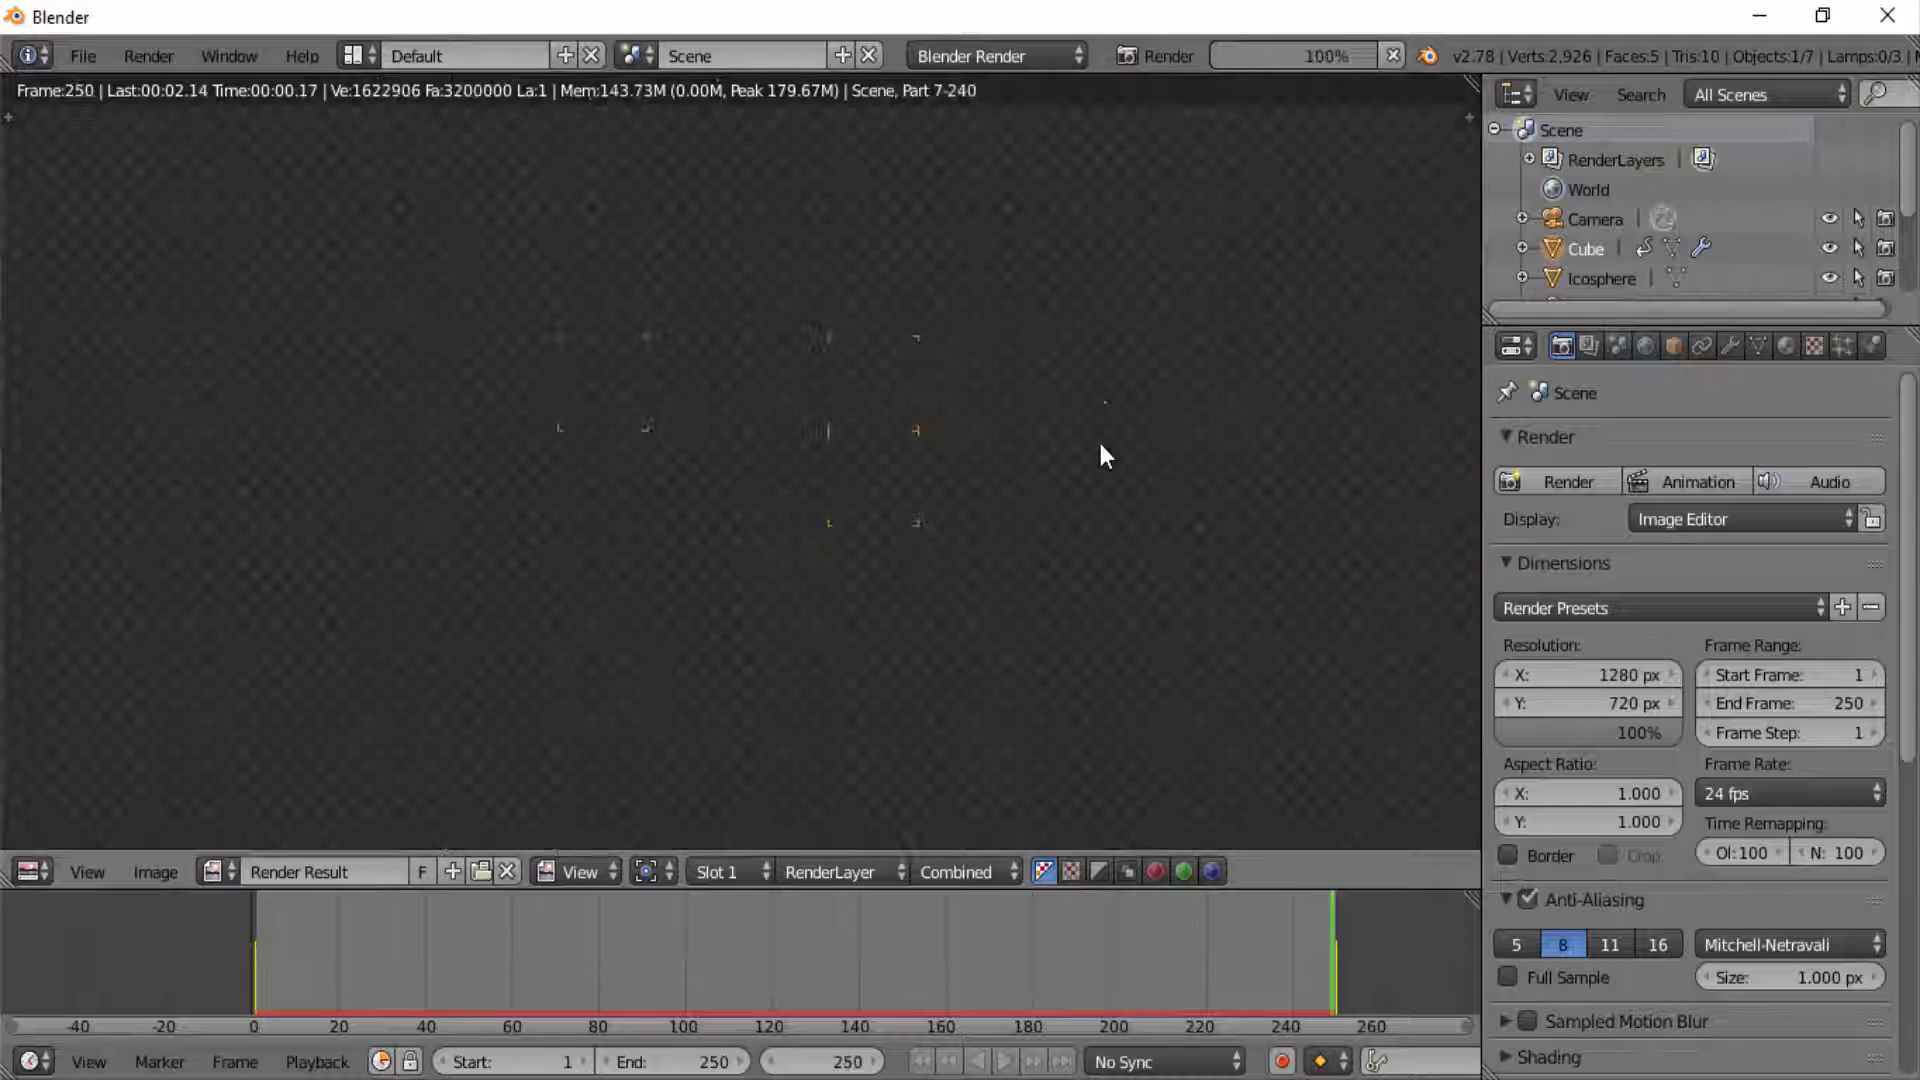 Blender
File Render Window Help Default Scene Blender Render Render 100% v2.78 | Verts:2,926 | Faces:5 | Tris:10 | Objects:1/7 | Lamps:0/3
Frame:250 | Last:00:02.14 Time:00:00.17 | Ve:1622906 Fa:3200000 La:1 | Mem:143.73M (0.00M, Peak 179.67M) | Scene, Part 7-240
View Search All Scenes
Scene
RenderLayers
World
Camera
Cube
Icosphere
Scene
Render
Render Animation Audio
Display: Image Editor
Dimensions
Render Presets
Resolution: Frame Range:
X: 1280 px Start Frame: 1
Y: 720 px End Frame: 250
100% Frame Step: 1
Aspect Ratio: Frame Rate:
X: 1.000 24 fps
Y: 1.000 Time Remapping:
Border Crop Ol:100 N: 100
Anti-Aliasing
5 8 11 16 Mitchell-Netravali
Full Sample Size: 1.000 px
Sampled Motion Blur
Shading
View Image Render Result F View Slot 1 RenderLayer Combined
-40 -20 0 20 40 60 80 100 120 140 160 180 200 220 240 260
View Marker Frame Playback Start: 1 End: 250 250 No Sync